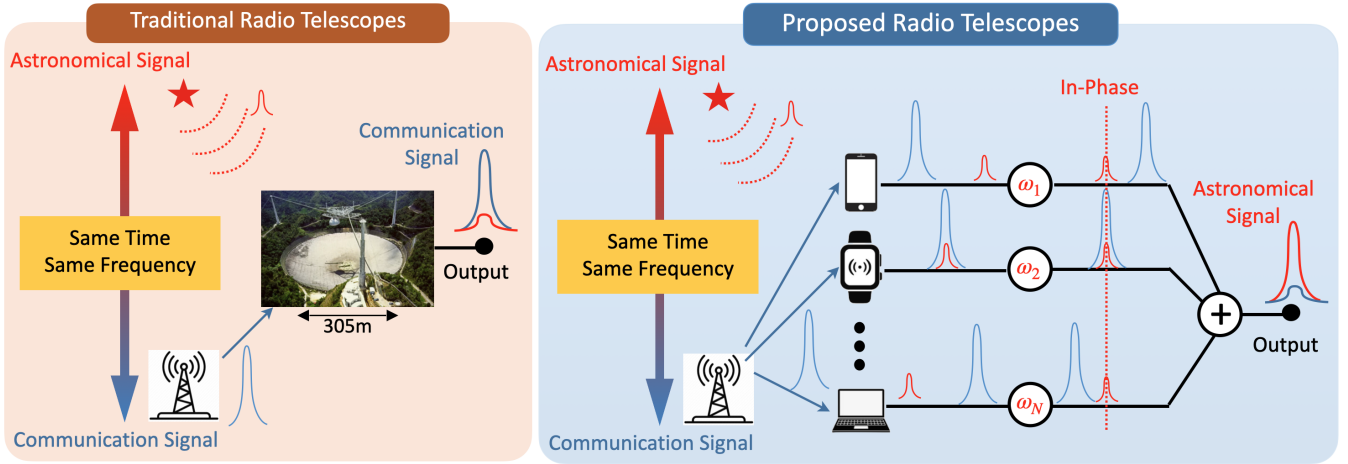 Traditional Radio Telescopes
Astronomical Signal
Communication
Signal
Same Time
Same Frequency
Output
305m
Communication Signal
Proposed Radio Telescopes
Astronomical Signal
In-Phase
ω1
Astronomical
Signal
Same Time
Same Frequency
ω2
+
Output
ωN
Communication Signal